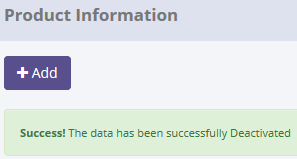 Product Information
+ Add
Success! The data has been successfully Deactivated